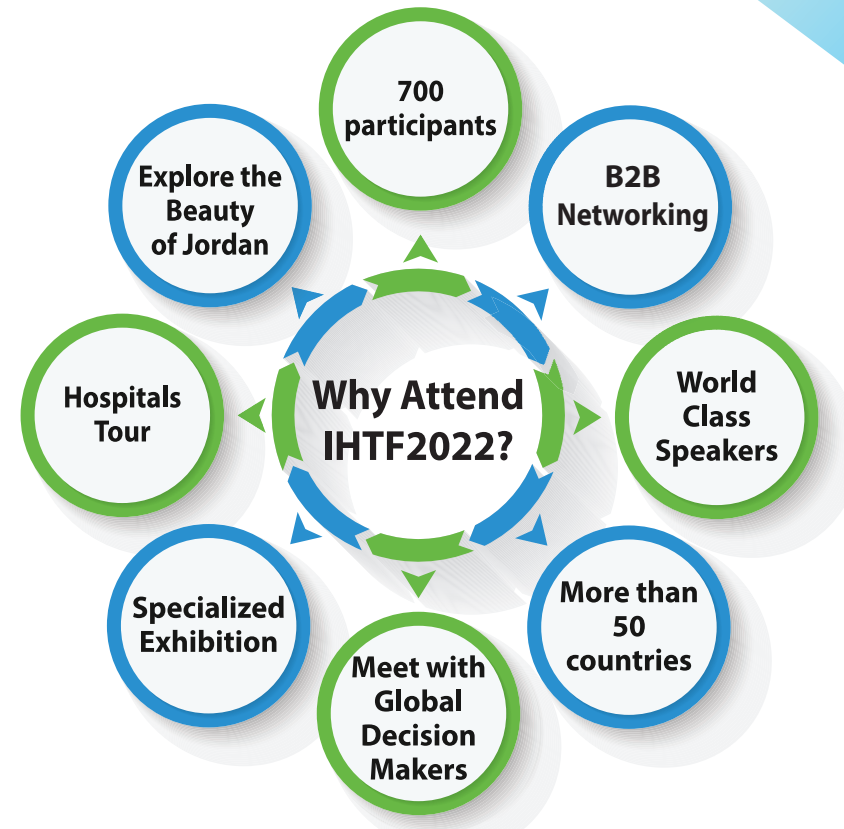 Why Attend
IHTF2022?
700
participants
B2B
Networking
World
Class
Speakers
More than
50
countries
Meet with
Global
Decision
Makers
Specialized
Exhibition
Hospitals
Tour
Explore the
Beauty
of Jordan